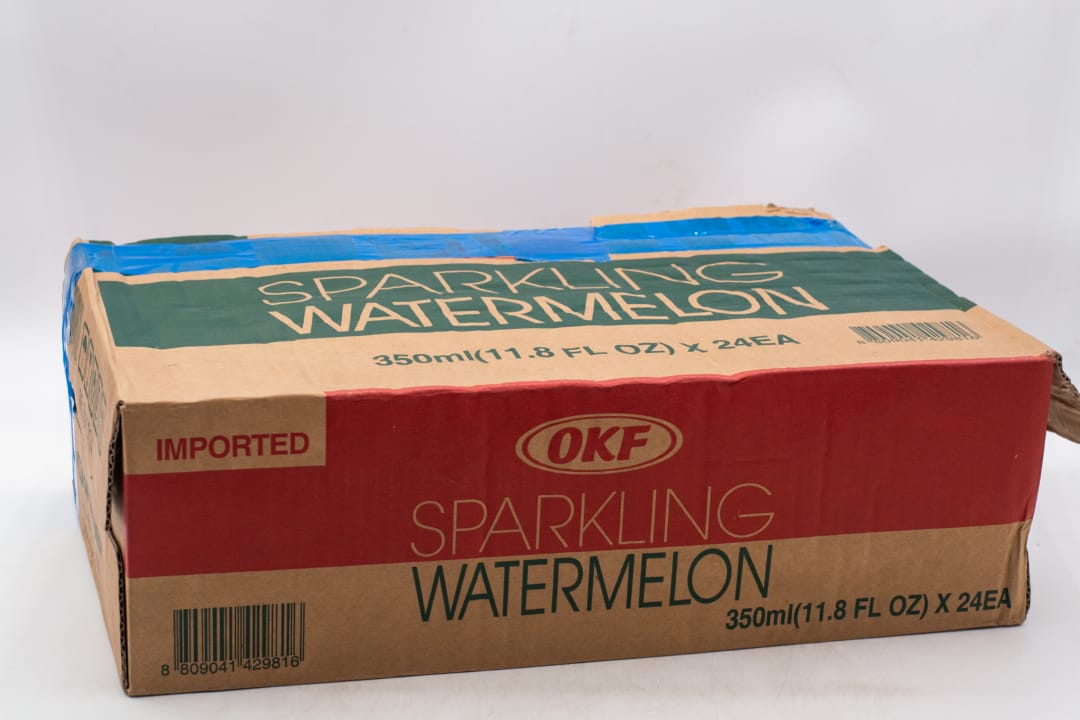 SPARKLING
WATERMELON
350ml(11.8 FL OZ) X 24EA
IMPORTED
OKF
SPARKLING
WATERMELON
350ml(11.8 FL OZ) X 24EA
8 809041 429816